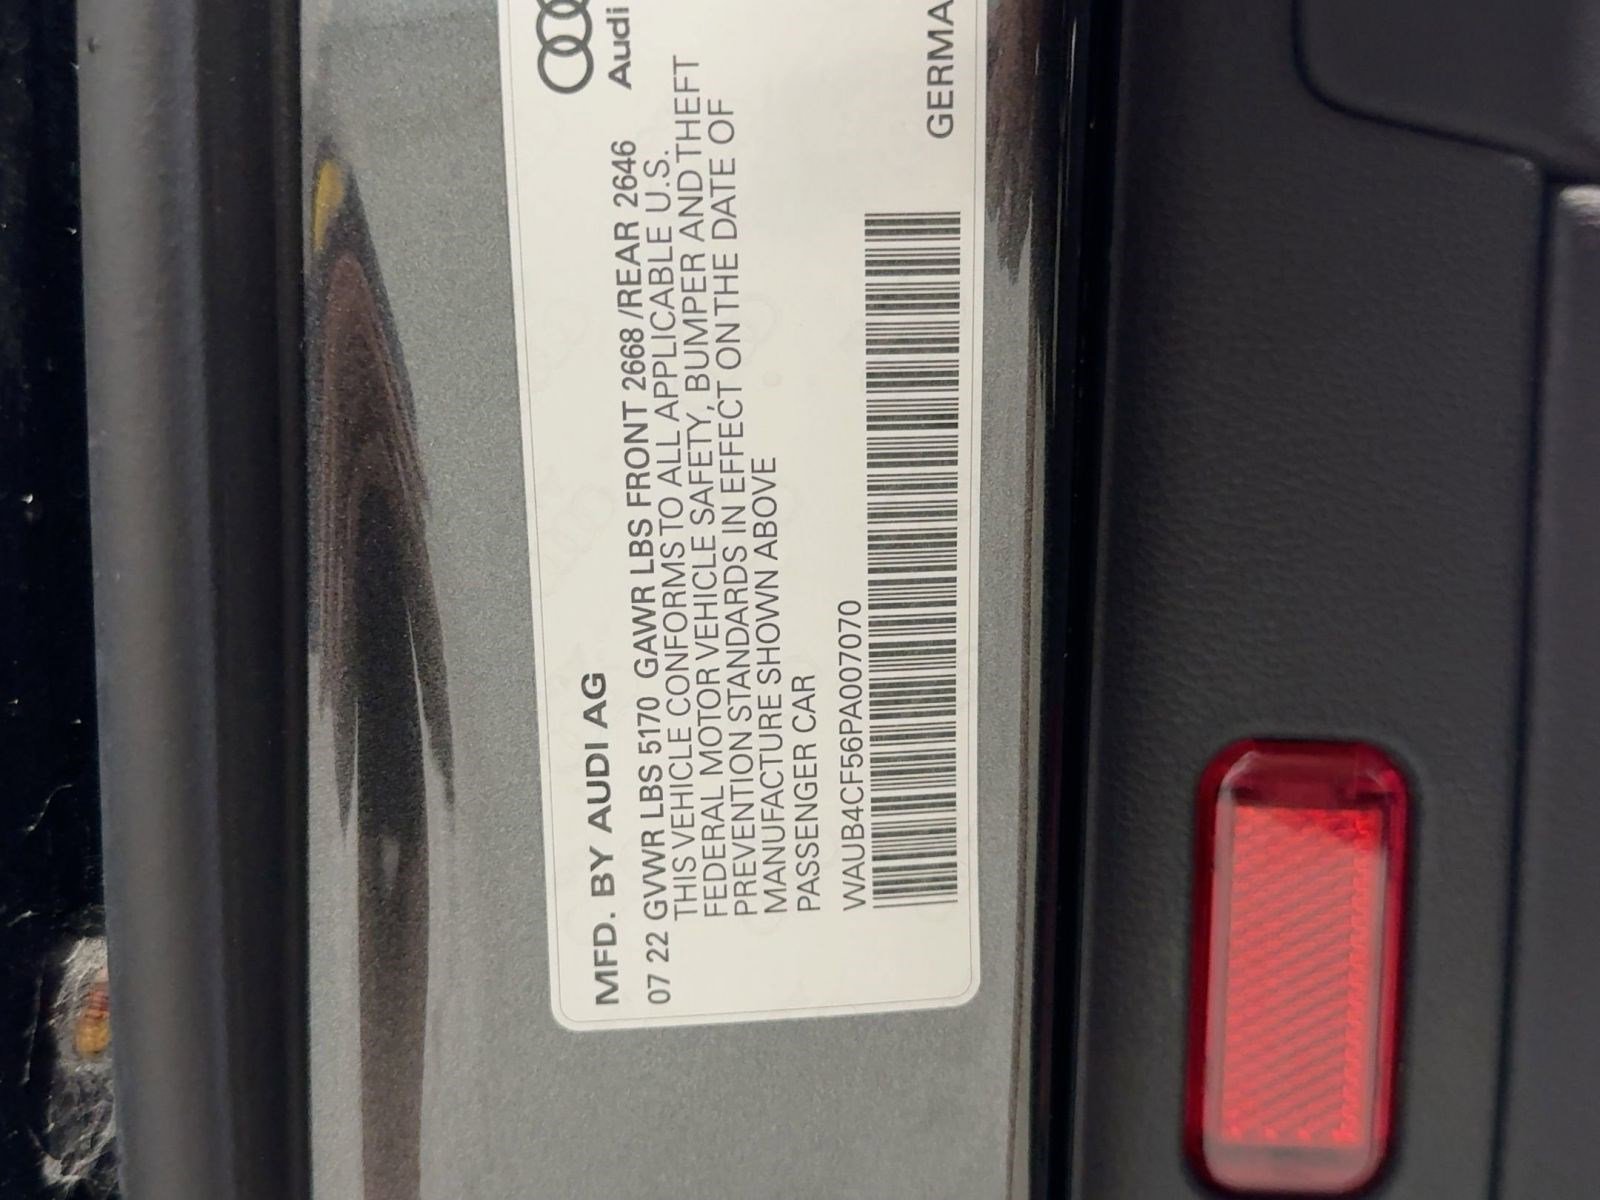 MFD. BY AUDI AG
Audi
07 22 GVWR LBS 5170 GAWR LBS FRONT 2668 /REAR 2646
THIS VEHICLE CONFORMS TO ALL APPLICABLE U.S.
FEDERAL MOTOR VEHICLE SAFETY, BUMPER AND THEFT
PREVENTION STANDARDS IN EFFECT ON THE DATE OF
MANUFACTURE SHOWN ABOVE
PASSENGER CAR
WAUB4CF56PA007070
GERMA